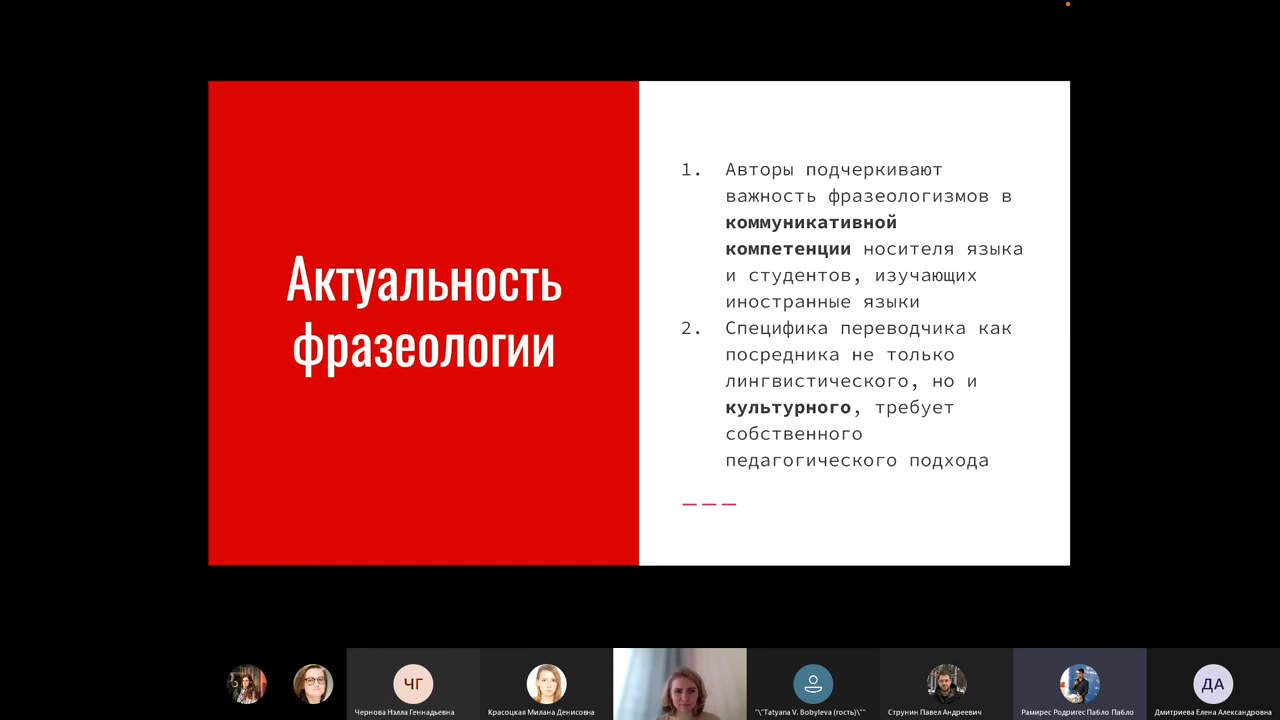 Актуальность
фразеологии
1. Авторы подчеркивают
важность фразеологизмов в
коммуникативной
компетенции носителя языка
и студентов, изучающих
иностранные языки
2. Специфика переводчика как
посредника не только
лингвистического, но и
культурного, требует
собственного
педагогического подхода
ЧГ
Чернова Нэлла Геннадьевна
Красоцкая Милана Денисовна
"\"Tatyana V. Bobyleva (гость)\""
Струнин Павел Андреевич
Рамирес Родригес Пабло Пабло
ДА
Дмитриева Елена Александровна